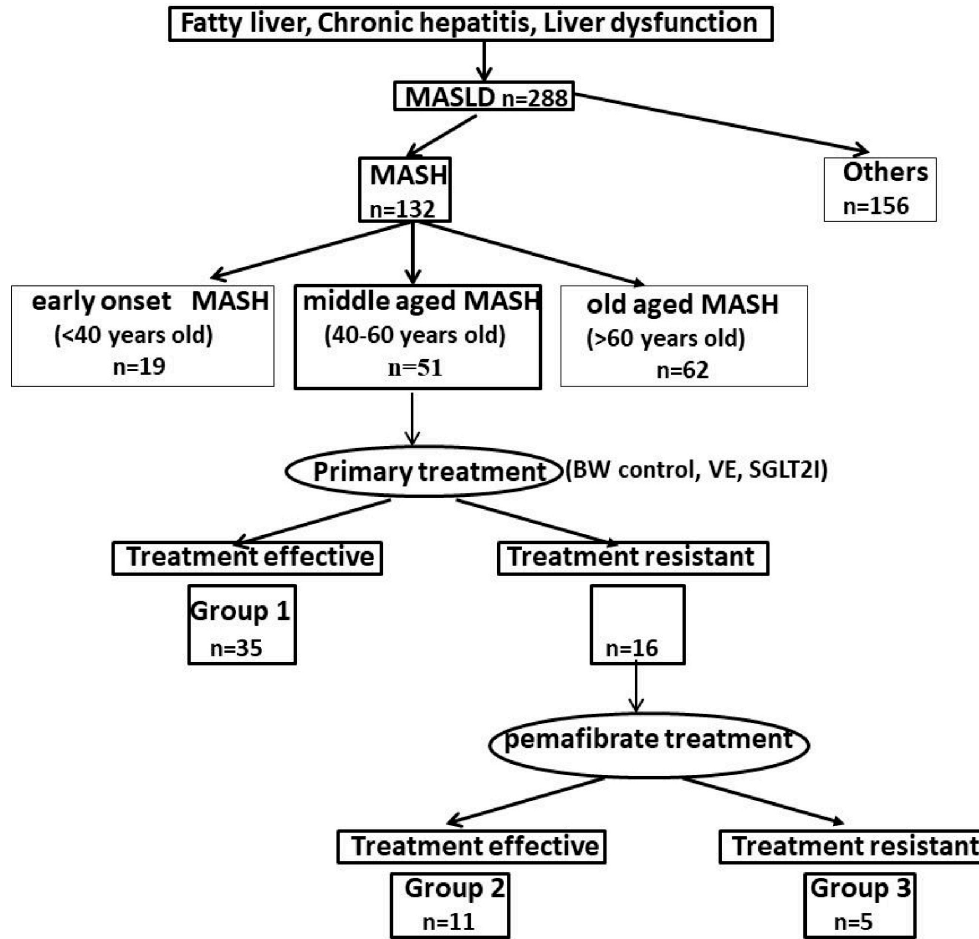 Fatty liver, Chronic hepatitis, Liver dysfunction
MASLD n=288
MASH
n=132
Others
n=156
early onset MASH
(<40 years old)
n=19
middle aged MASH
(40-60 years old)
n=51
old aged MASH
(>60 years old)
n=62
Primary treatment (BW control, VE, SGLT2I)
Treatment effective
Treatment resistant
Group 1
n=35
n=16
pemafibrate treatment
Treatment effective
Treatment resistant
Group 2
n=11
Group 3
n=5